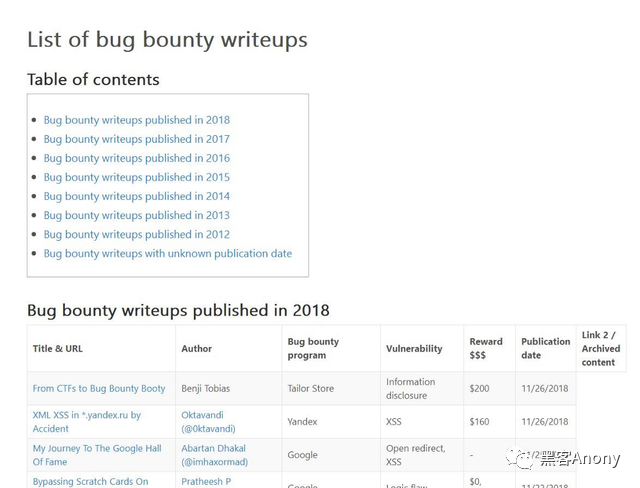 List of bug bounty writeups
Table of contents
Bug bounty writeups published in 2018
Bug bounty writeups published in 2017
Bug bounty writeups published in 2016
Bug bounty writeups published in 2015
Bug bounty writeups published in 2014
Bug bounty writeups published in 2013
Bug bounty writeups published in 2012
Bug bounty writeups with unknown publication date
Bug bounty writeups published in 2018
Title & URL
Author
Bug bounty
program
Vulnerability
Reward
$$$
Publication
date
Link 2 /
Archived
content
From CTFs to Bug Bounty Booty
Benji Tobias
Tailor Store
Information
disclosure
$200
11/26/2018
XML XSS in *.yandex.ru by
Accident
Oktavandi
(@0ktavandi)
Yandex
XSS
$160
11/26/2018
My Journey To The Google Hall
Of Fame
Abartan Dhakal
(@imhaxormad)
Google
Open redirect,
XSS
-
黑客Anony
Bypassing Scratch Cards On
Pratheesh P
Google
Logic flaw
$0,